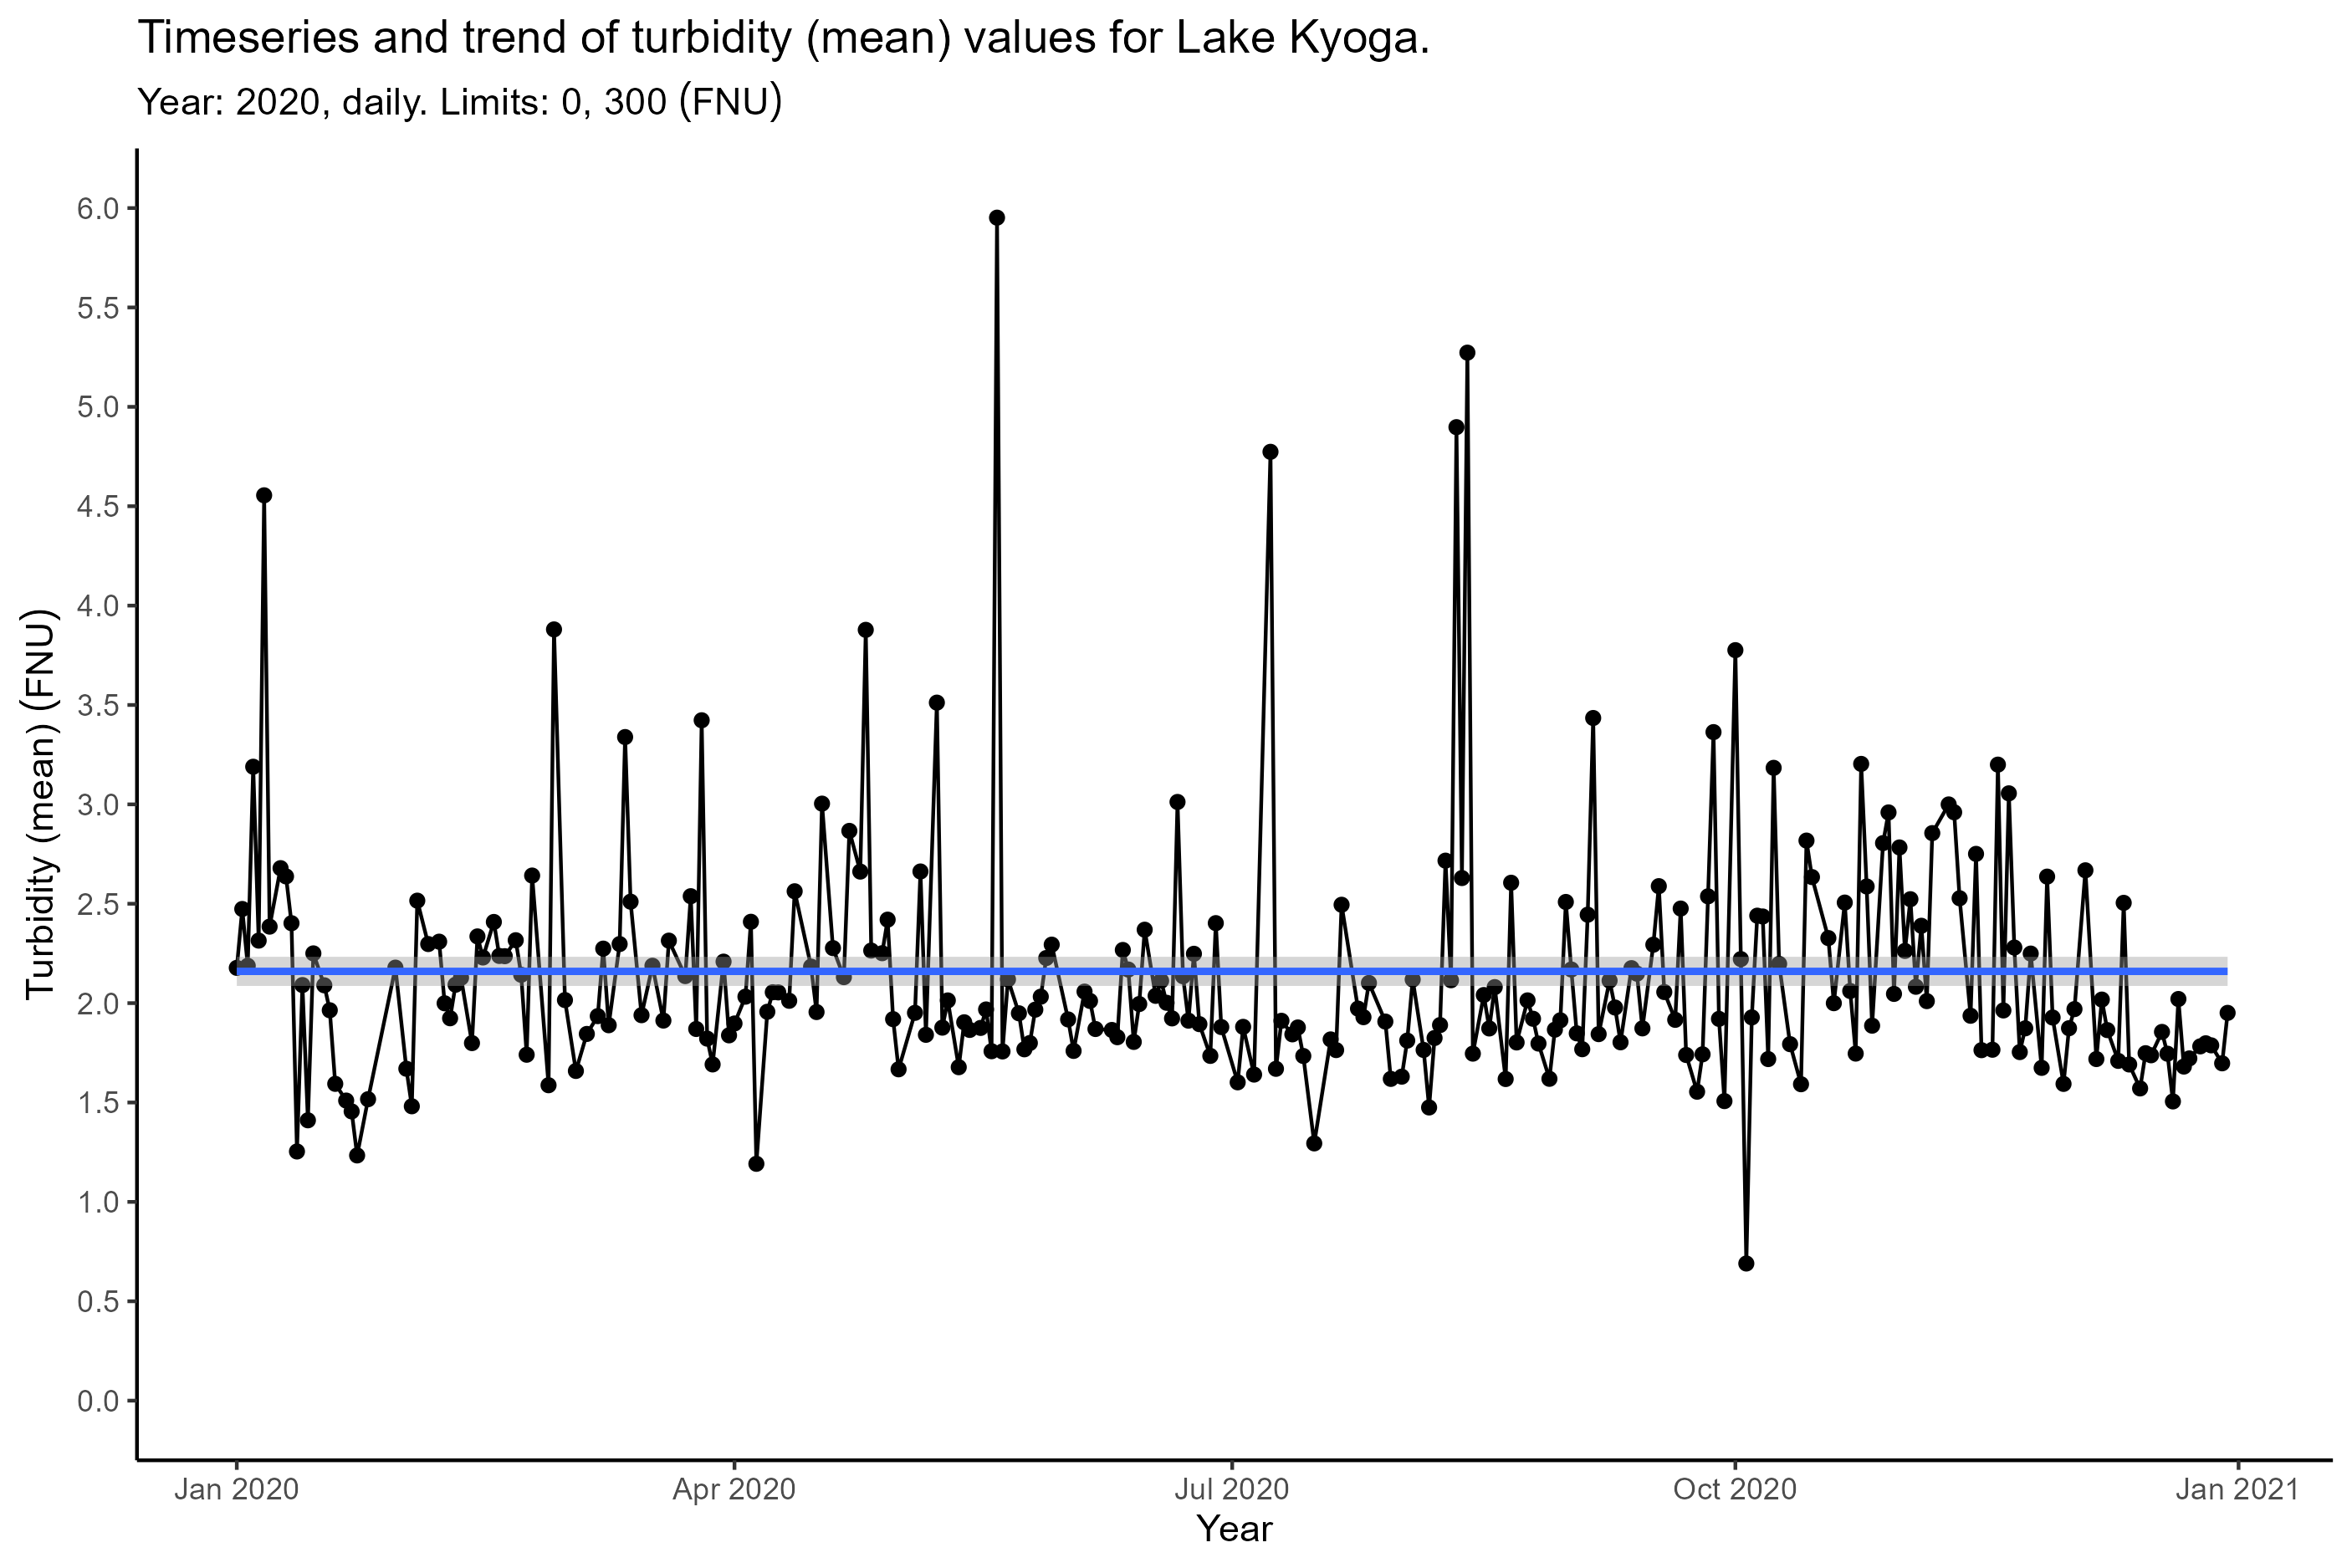 Timeseries and trend of turbidity (mean) values for Lake Kyoga.
Year: 2020, daily. Limits: 0, 300 (FNU)
Turbidity (mean) (FNU)
6.0
5.5
5.0
4.5
4.0
3.5
3.0
2.5
2.0
1.5
1.0
0.5
0.0
Jan 2020 Apr 2020 Jul 2020 Oct 2020 Jan 2021
Year